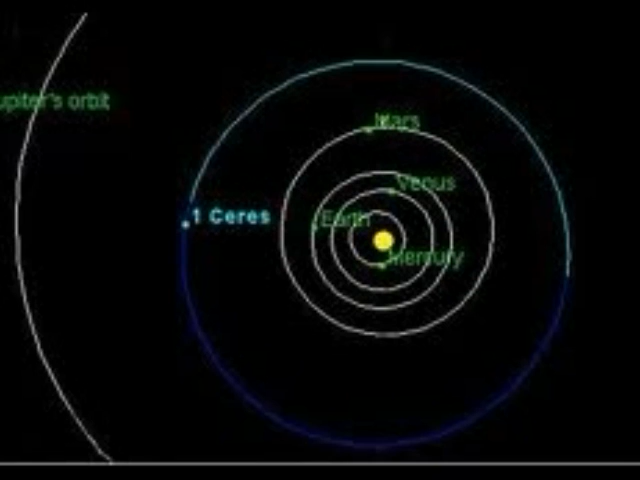 upiter's orbit
Mars
Venus
1 Ceres
Earth
Mercury